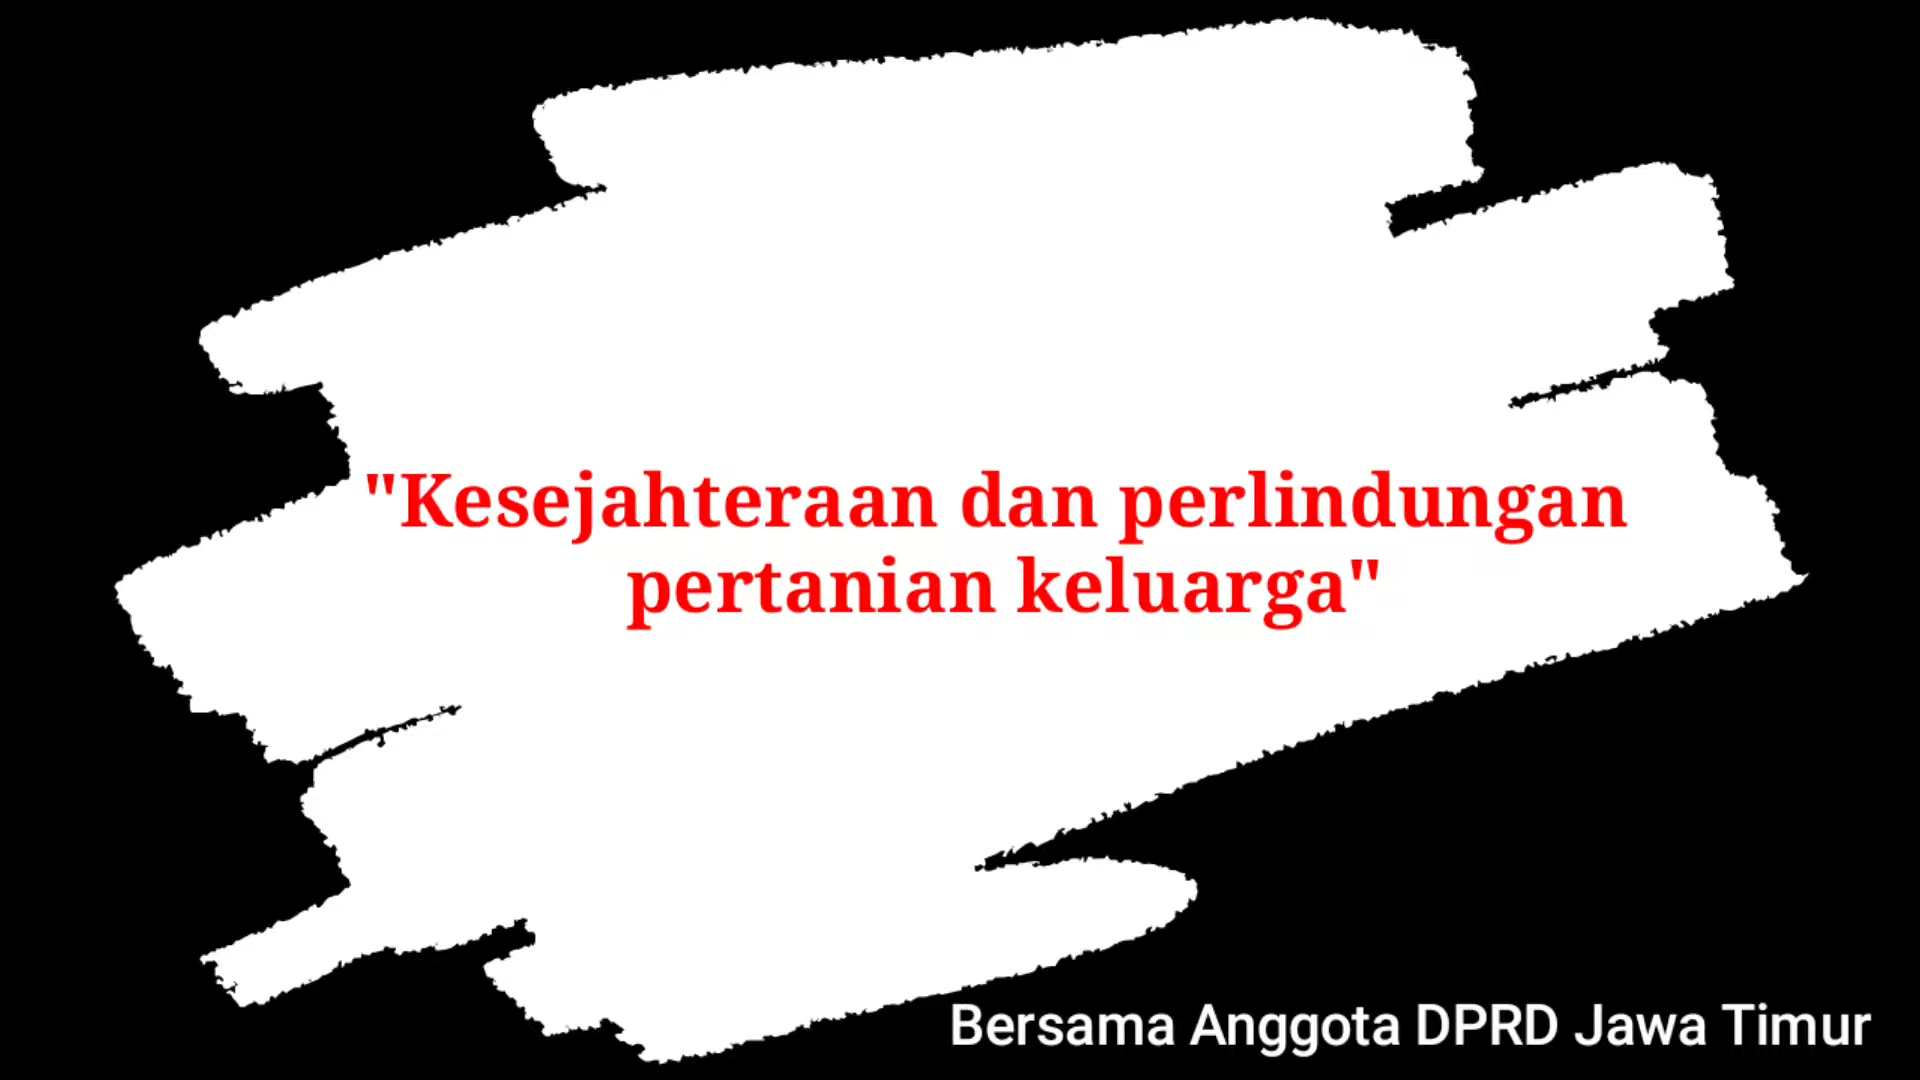 "Kesejahteraan dan perlindungan
pertanian keluarga"
Bersama Anggota DPRD Jawa Timur